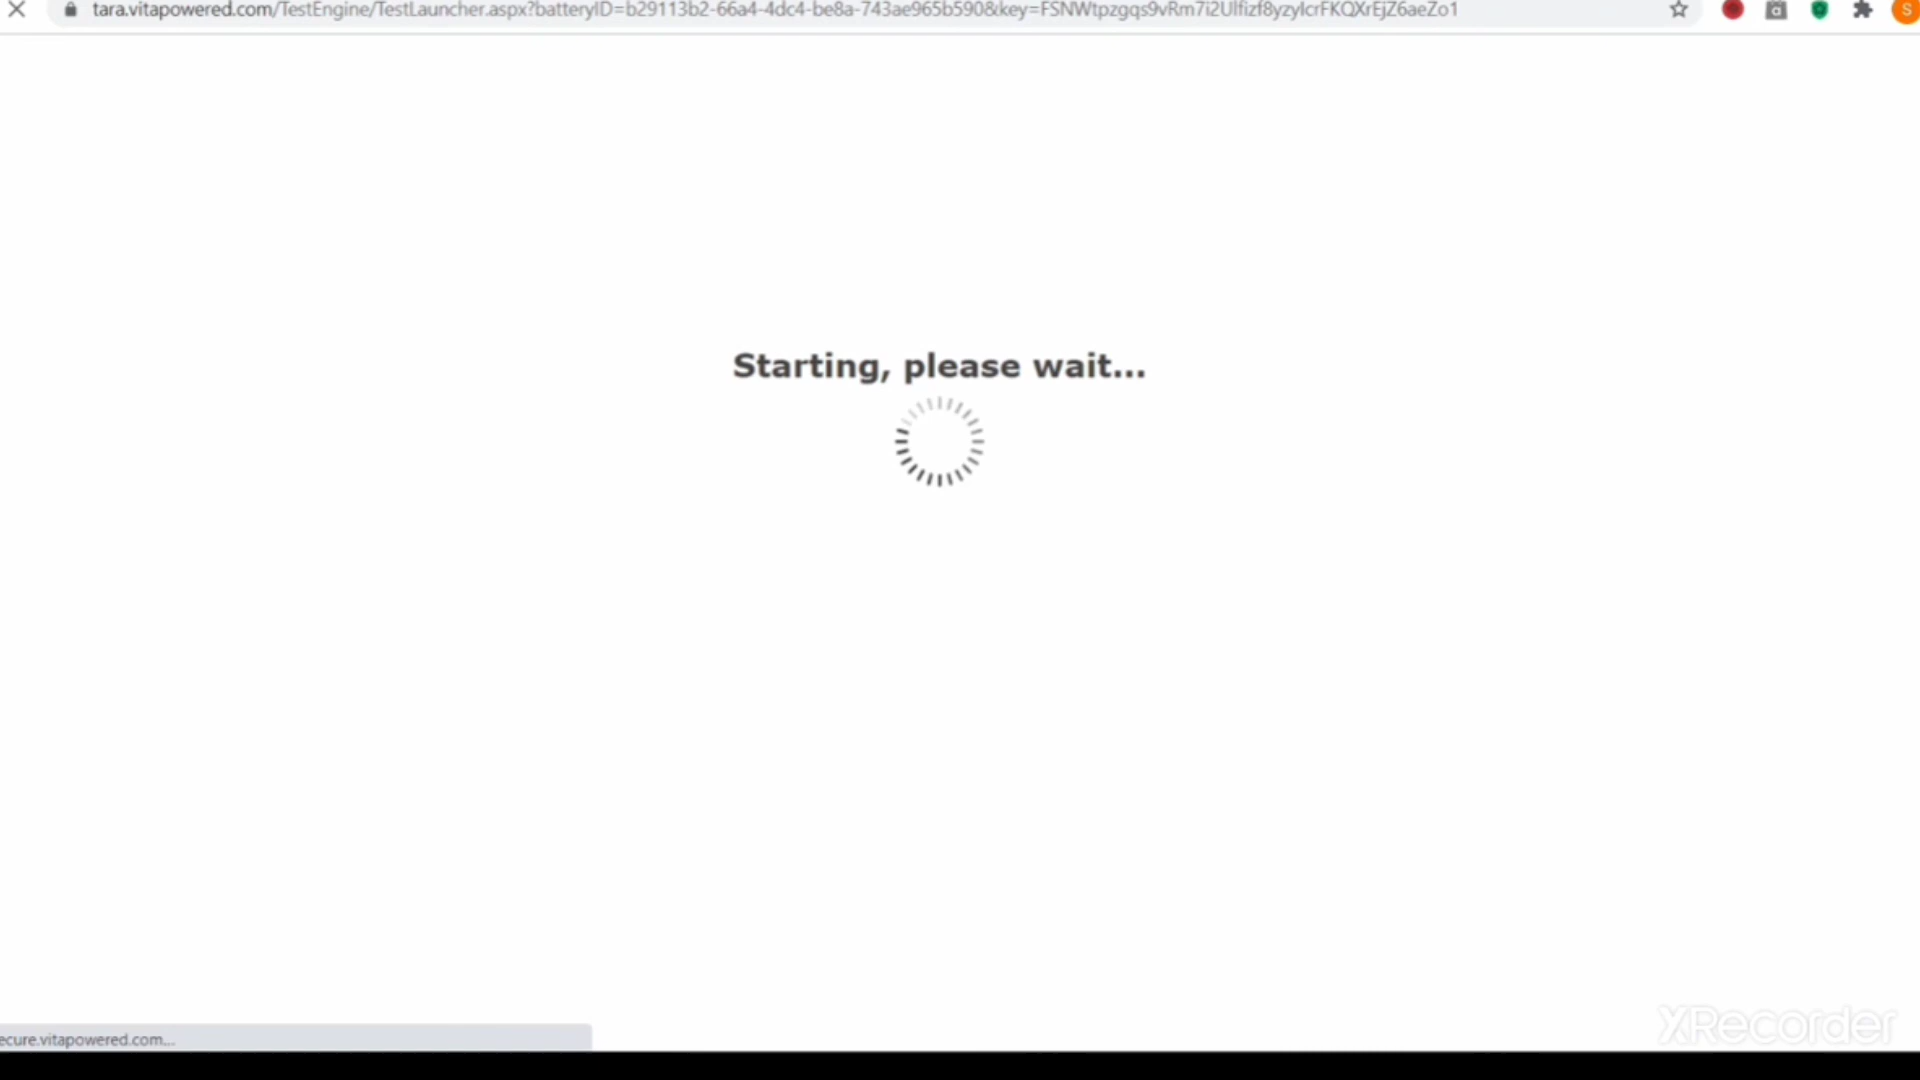 tara.vitapowered.com/TestEngine/TestLauncher.aspx?batteryID=b29113b2-66a4-4dc4-be8a-743ae965b590&key=FSNWtpzgqs9vRm7i2Ulfizf8yzylcrFKQXrEjZ6aeZo1
S
Starting, please wait...
ecure.vitapowered.com...
XRecorder